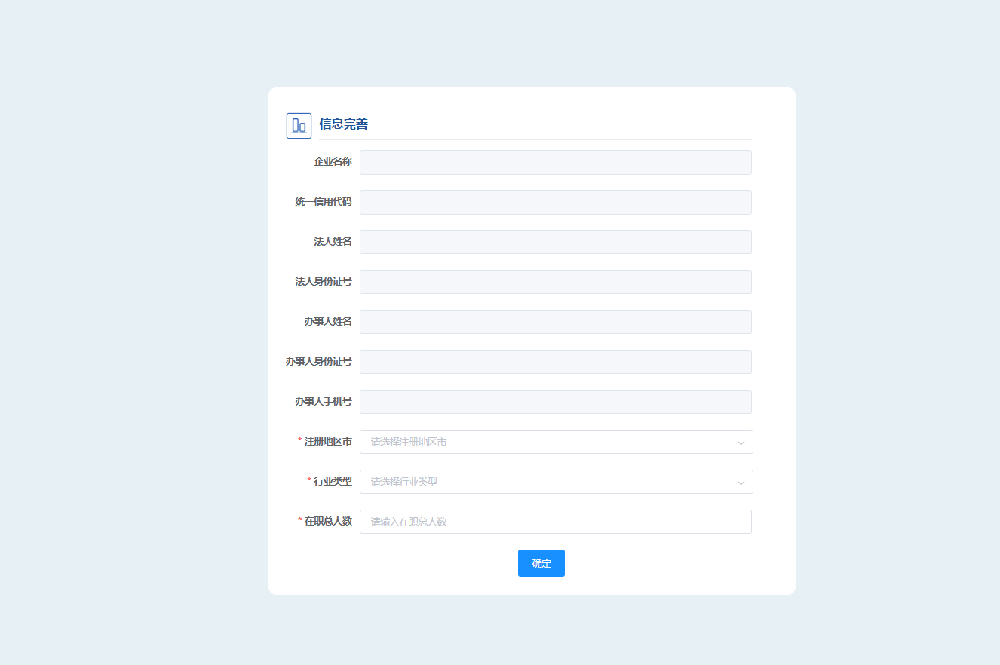 信息完善
企业名称
统一信用代码
法人姓名
法人身份证号
办事人姓名
办事人身份证号
办事人手机号
* 注册地区市 请选择注册地区市
* 行业类型 请选择行业类型
* 在职总人数 请输入在职总人数
确定